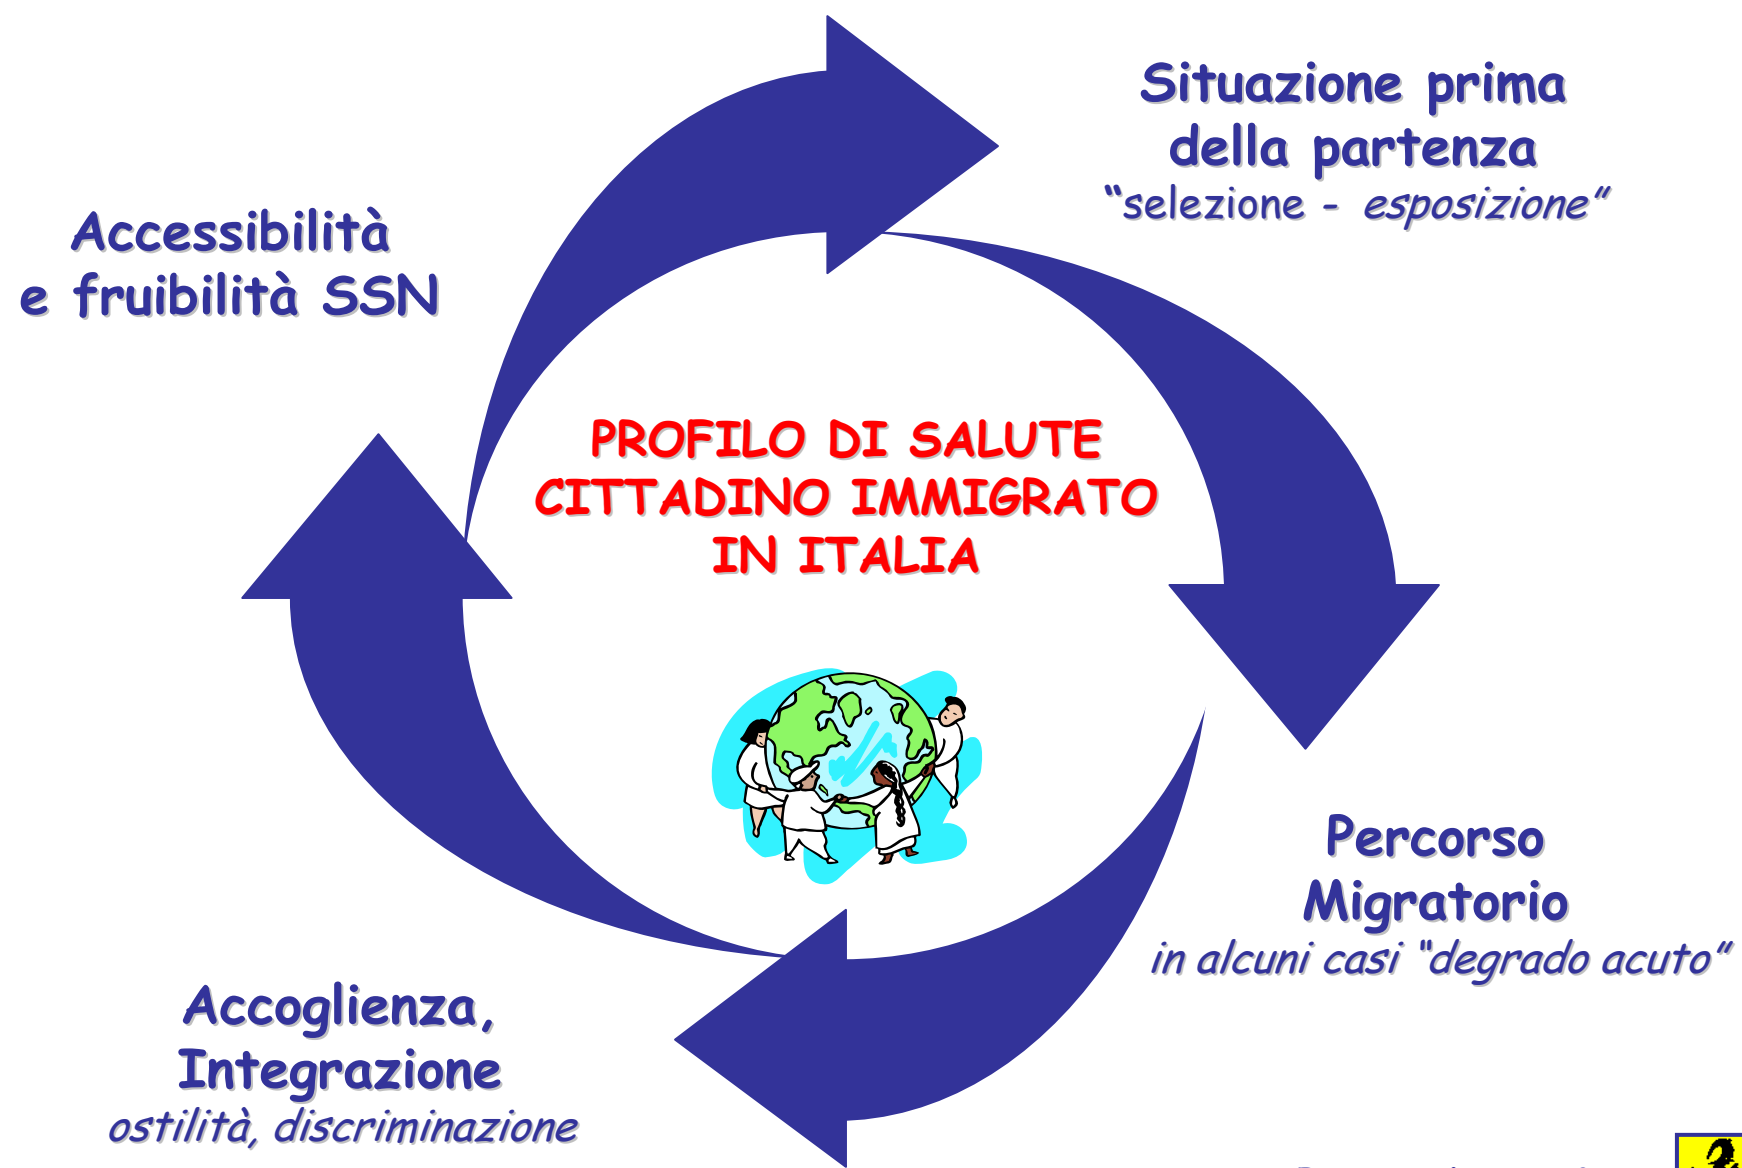 Situazione prima
della partenza
“selezione - esposizione”
Accessibilità
e fruibilità SSN
PROFILO DI SALUTE
CITTADINO IMMIGRATO
IN ITALIA
Percorso
Migratorio
in alcuni casi “degrado acuto”
Accoglienza,
Integrazione
ostilità, discriminazione